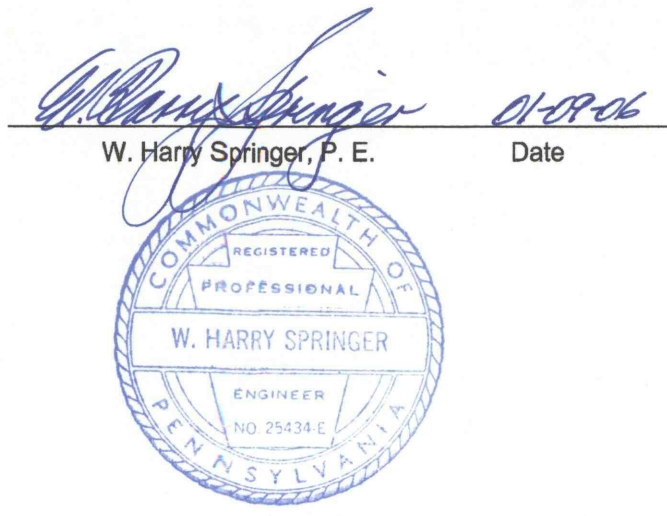 W. Harry Springer 01-09-06
W. Harry Springer, P. E. Date
COMMONWEALTH OF
REGISTERED
PROFESSIONAL
W. HARRY SPRINGER
ENGINEER
NO. 25434-E
PENNSYLVANIA